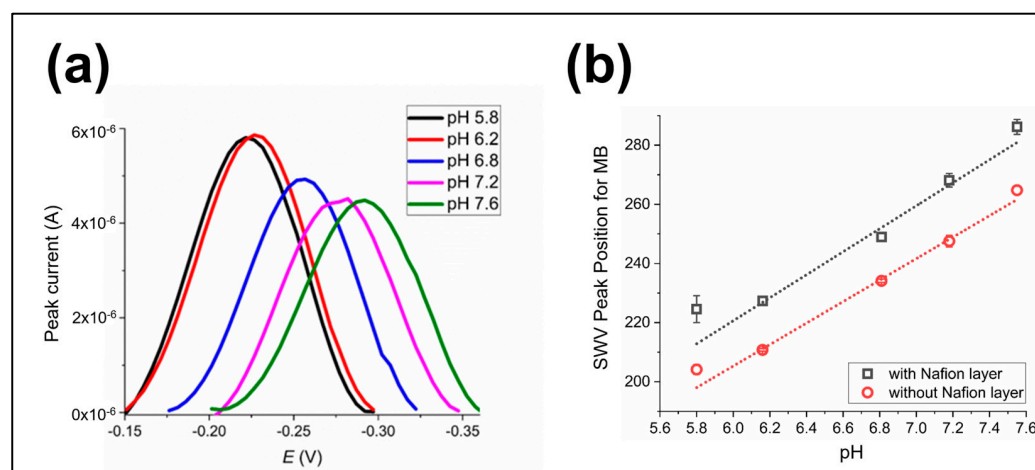 (a)
pH 5.8
pH 6.2
pH 6.8
pH 7.2
pH 7.6
Peak current (A)
6x10⁻⁶
4x10⁻⁶
2x10⁻⁶
0x10⁻⁶
-0.15 -0.20 -0.25 -0.30 -0.35
E (V)
(b)
SWV Peak Position for MB
280
260
240
220
200
with Nafion layer
without Nafion layer
5.6 5.8 6.0 6.2 6.4 6.6 6.8 7.0 7.2 7.4 7.6
pH